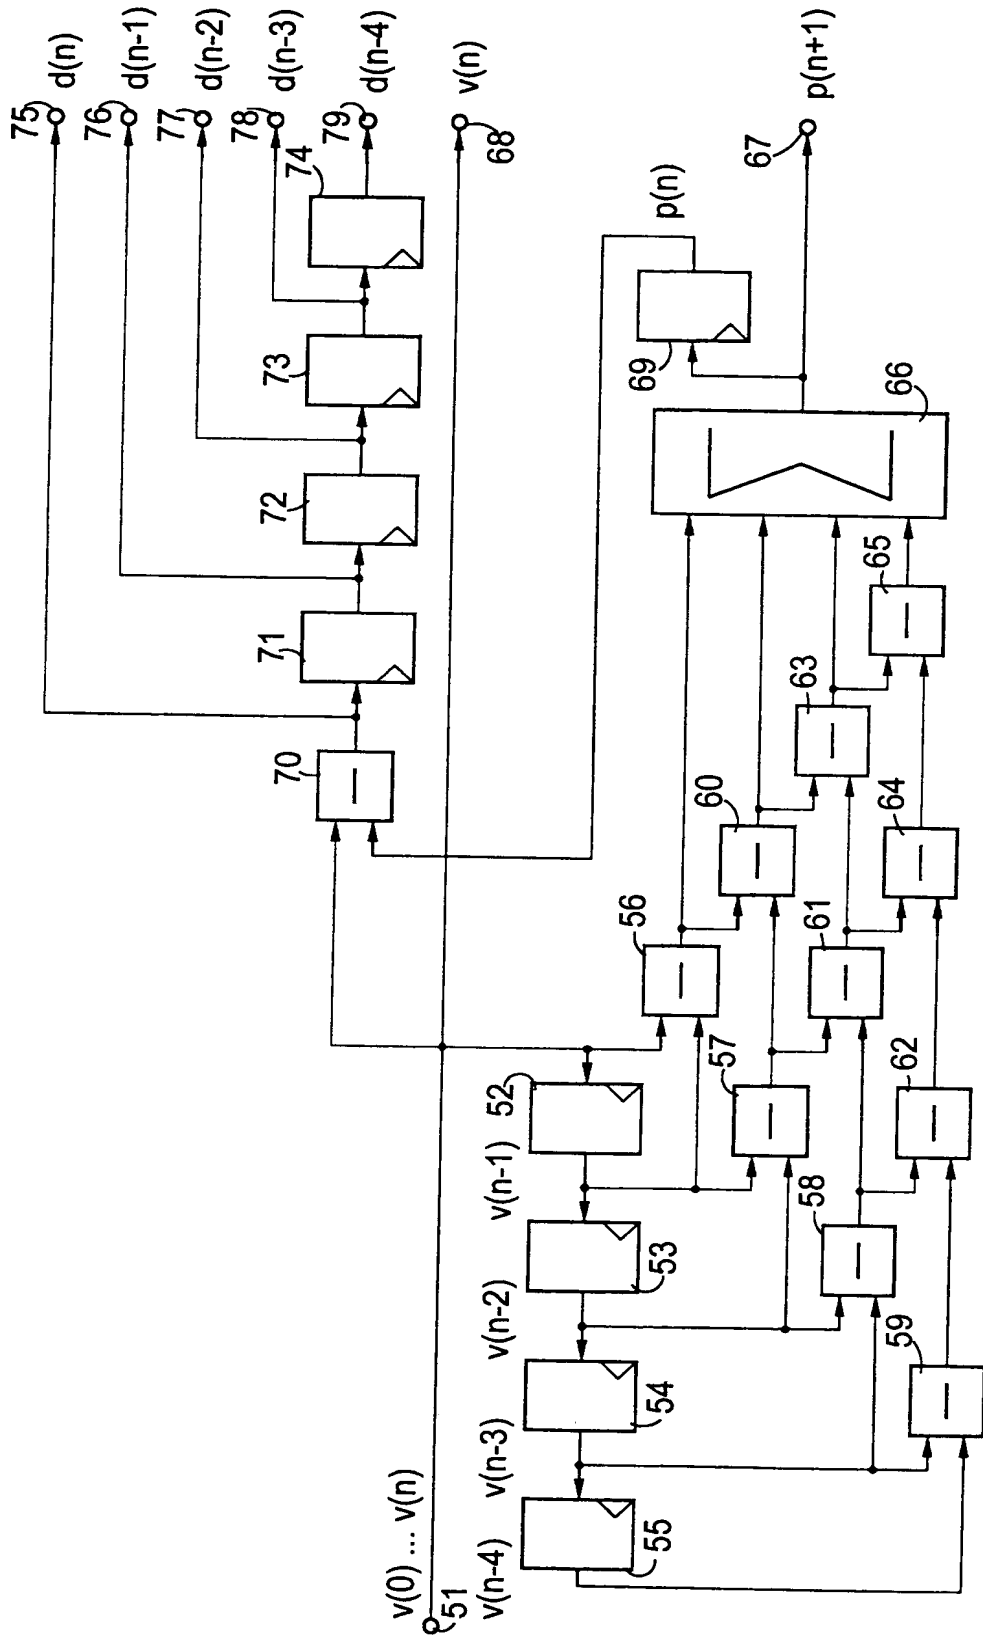 75
d(n)
76
d(n-1)
77
d(n-2)
78
d(n-3)
79
d(n-4)
74
73
72
71
70
v(n)
68
v(0) ... v(n)
51
52
v(n-1)
53
v(n-2)
54
v(n-3)
55
v(n-4)
56
57
58
59
60
61
62
63
64
65
66
Σ
69
p(n)
67
p(n+1)